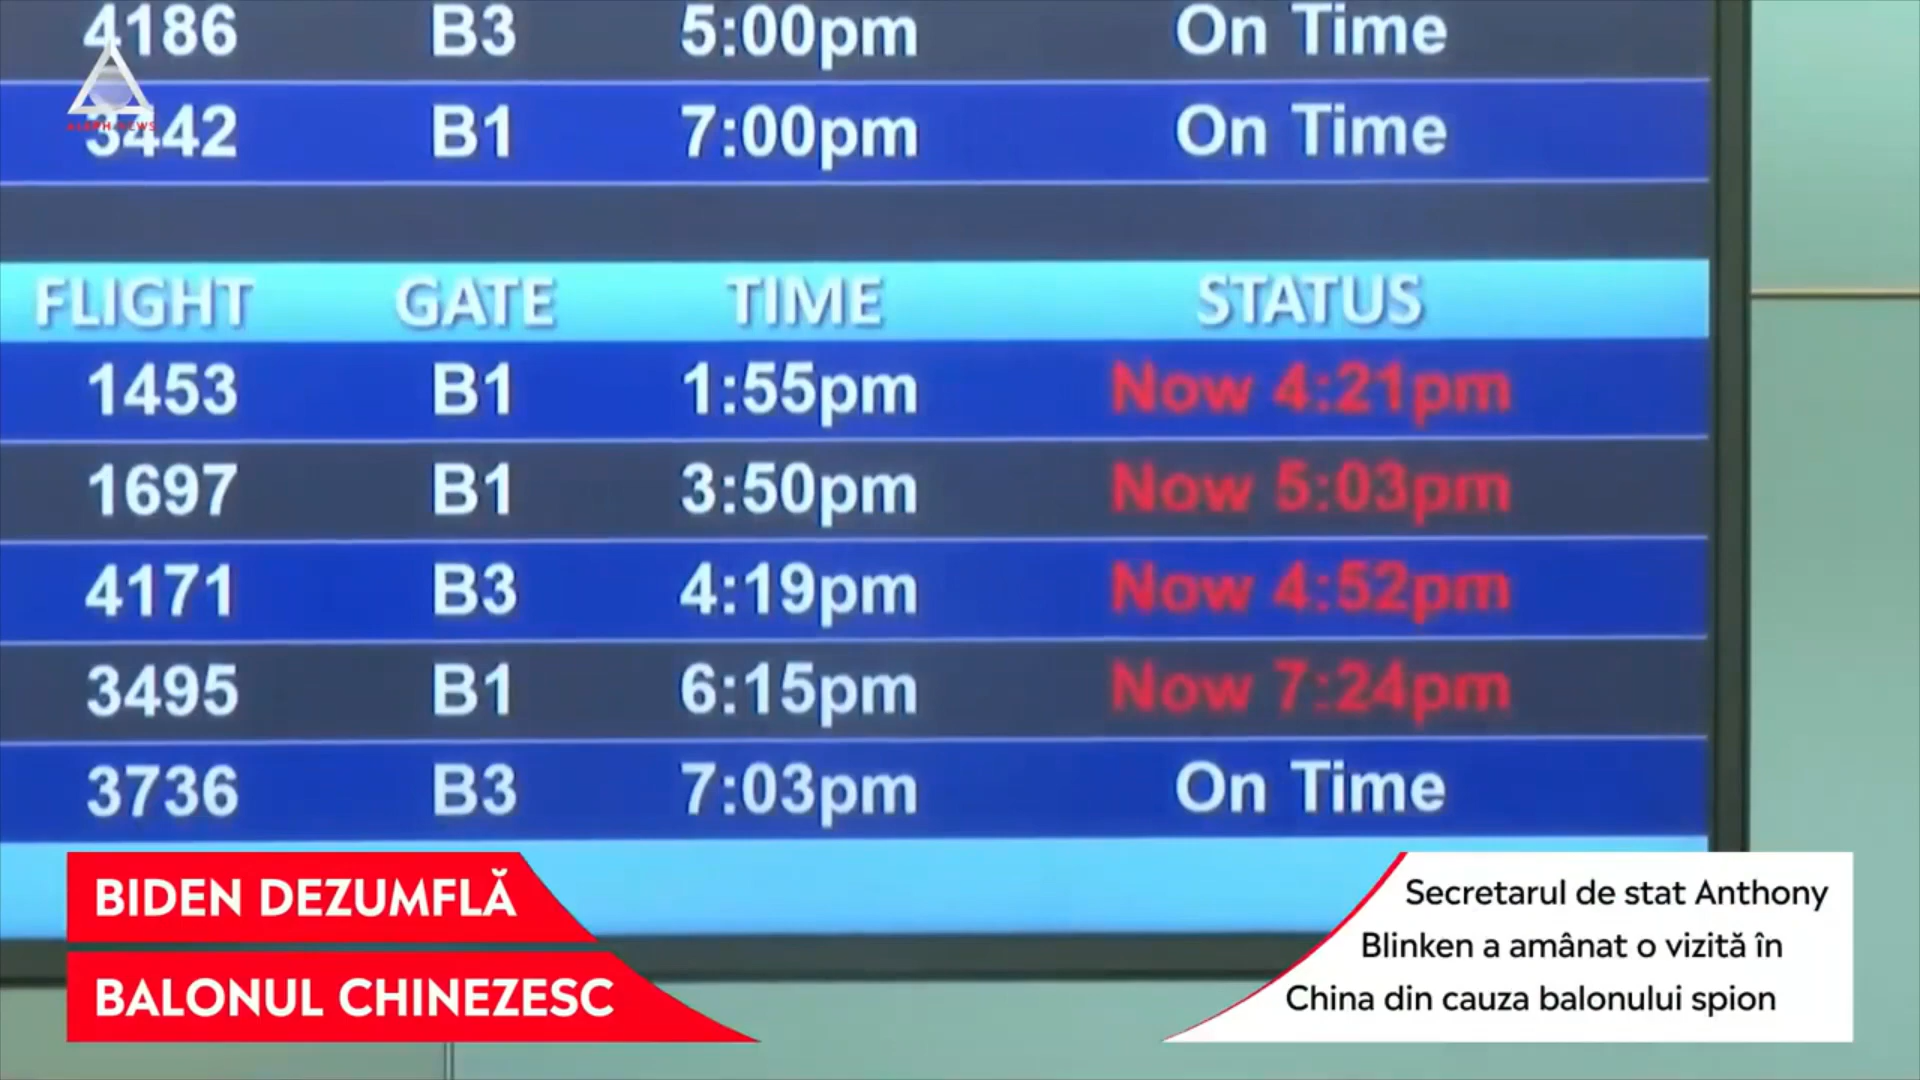 4186 B3 5:00pm On Time
ALEPH NEWS
3442 B1 7:00pm On Time
FLIGHT GATE TIME STATUS
1453 B1 1:55pm Now 4:21pm
1697 B1 3:50pm Now 5:03pm
4171 B3 4:19pm Now 4:52pm
3495 B1 6:15pm Now 7:24pm
3736 B3 7:03pm On Time
BIDEN DEZUMFLĂ
BALONUL CHINEZESC
Secretarul de stat Anthony
Blinken a amânat o vizită în
China din cauza balonului spion